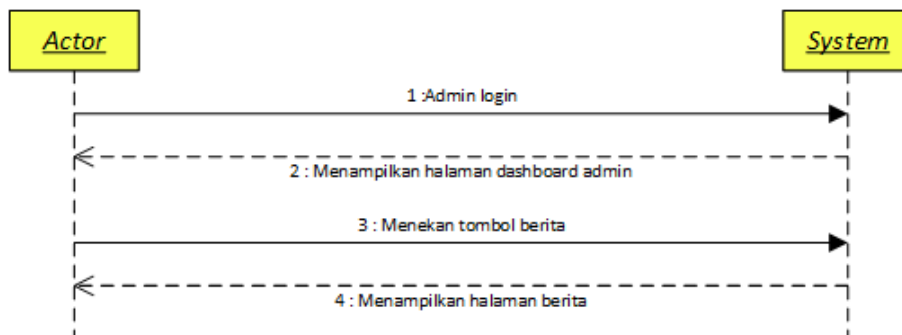 Actor
System
1 :Admin login
2 : Menampilkan halaman dashboard admin
3 : Menekan tombol berita
4 : Menampilkan halaman berita